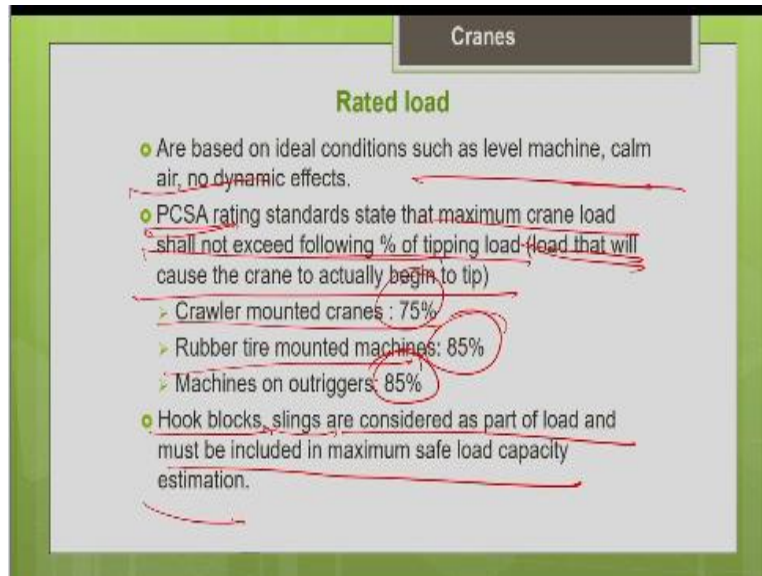 Cranes
Rated load
Are based on ideal conditions such as level machine, calm
air, no dynamic effects.
PCSA rating standards state that maximum crane load
shall not exceed following % of tipping load (load that will
cause the crane to actually begin to tip)
Crawler mounted cranes : 75%
Rubber tire mounted machines: 85%
Machines on outriggers: 85%
Hook blocks, slings are considered as part of load and
must be included in maximum safe load capacity
estimation.